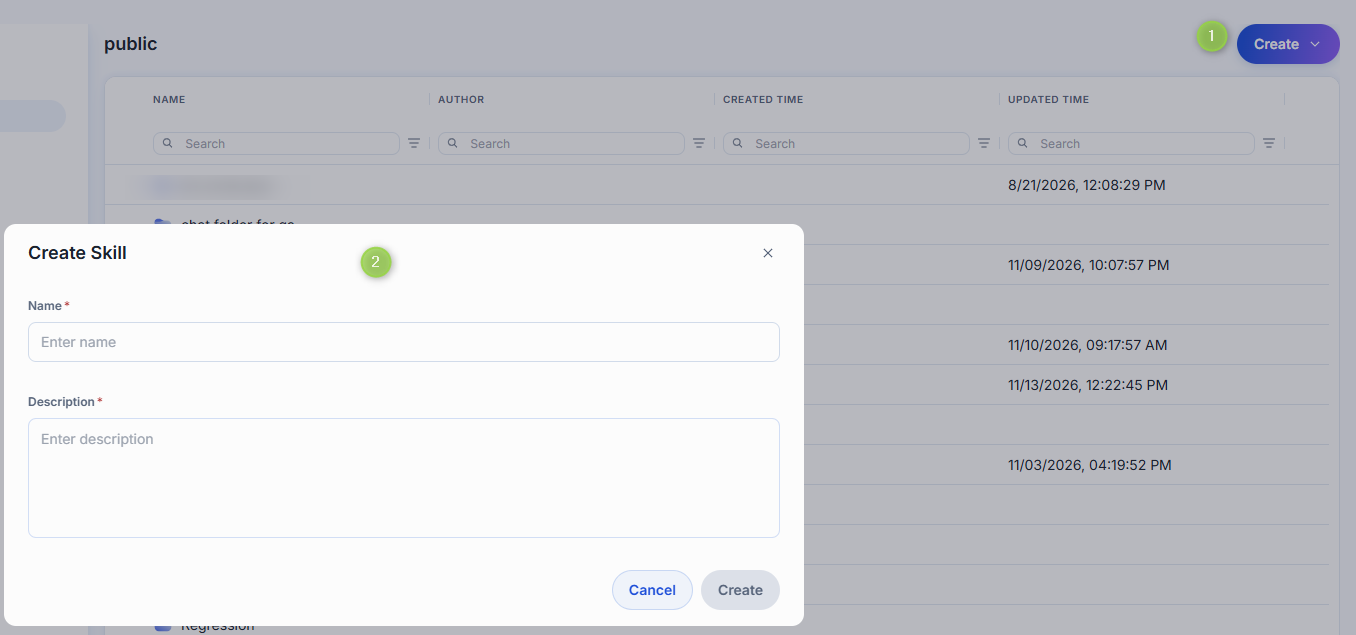 public
1
Create
NAME AUTHOR CREATED TIME UPDATED TIME
Search Search Search Search
8/21/2026, 12:08:29 PM
11/09/2026, 10:07:57 PM
11/10/2026, 09:17:57 AM
11/13/2026, 12:22:45 PM
11/03/2026, 04:19:52 PM
Create Skill
2
Name *
Enter name
Description *
Enter description
Cancel Create
Regression